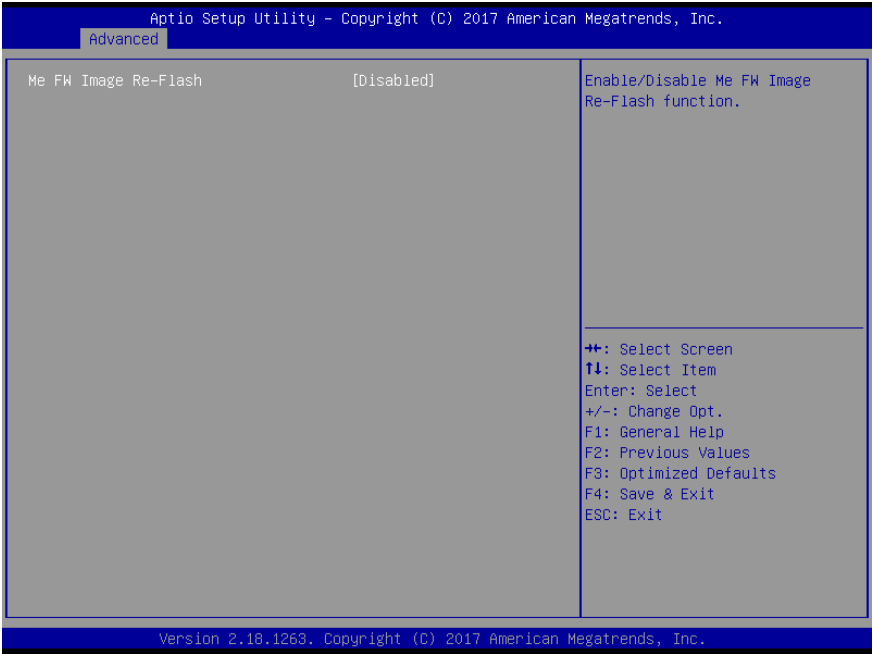 Aptio Setup Utility – Copyright (C) 2017 American Megatrends, Inc.
Advanced
Me FW Image Re-Flash [Disabled]
Enable/Disable Me FW Image
Re-Flash function.
→←: Select Screen
↑↓: Select Item
Enter: Select
+/-: Change Opt.
F1: General Help
F2: Previous Values
F3: Optimized Defaults
F4: Save & Exit
ESC: Exit
Version 2.18.1263. Copyright (C) 2017 American Megatrends, Inc.